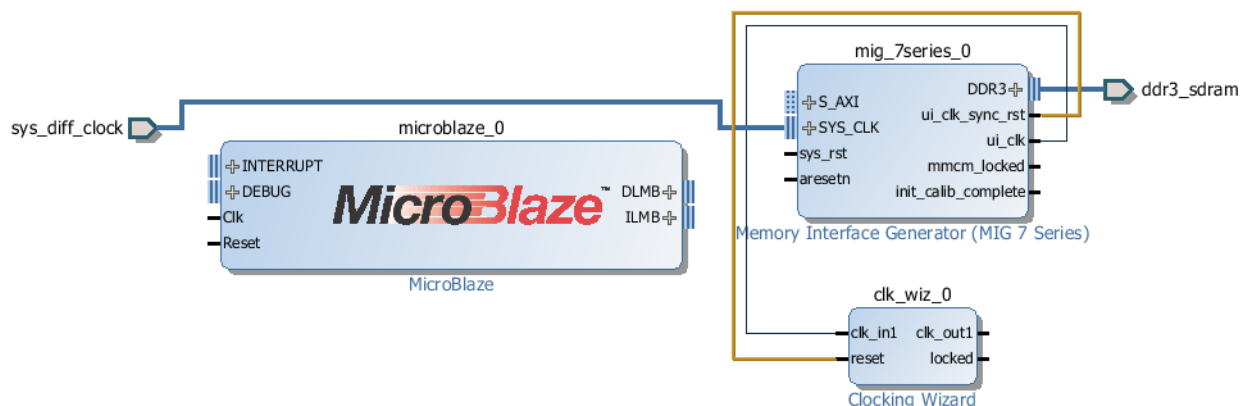 mig_7series_0
S_AXI
SYS_CLK
sys_rst
aresetn
DDR3
ui_clk_sync_rst
ui_clk
mmcm_locked
init_calib_complete
Memory Interface Generator (MIG 7 Series)
ddr3_sdram
sys_diff_clock
microblaze_0
INTERRUPT
DEBUG
Clk
Reset
MicroBlaze™
DLMB
ILMB
MicroBlaze
clk_wiz_0
clk_in1
reset
clk_out1
locked
Clocking Wizard